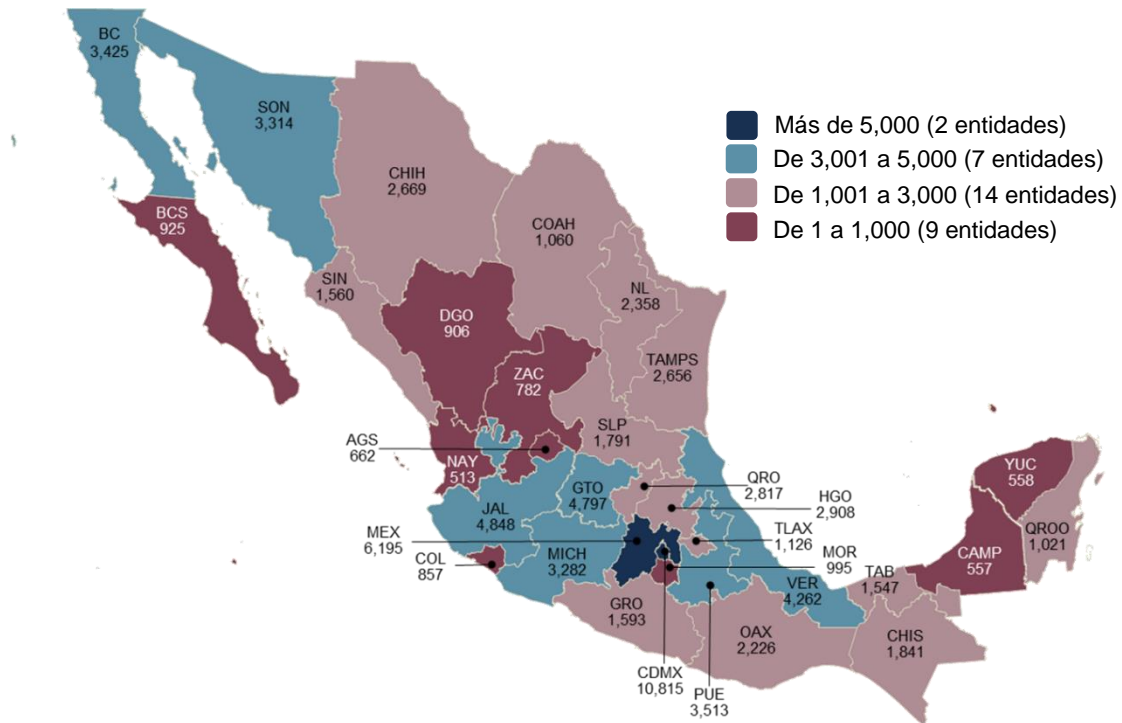 BC
3,425
SON
3,314
CHIH
2,669
COAH
1,060
BCS
925
SIN
1,560
DGO
906
NL
2,358
TAMPS
2,656
ZAC
782
SLP
1,791
AGS
662
NAY
513
GTO
4,797
QRO
2,817
HGO
2,908
JAL
4,848
MEX
6,195
COL
857
MICH
3,282
TLAX
1,126
MOR
995
VER
4,262
TAB
1,547
YUC
558
QROO
1,021
CAMP
557
GRO
1,593
OAX
2,226
CHIS
1,841
CDMX
10,815
PUE
3,513
Más de 5,000 (2 entidades)
De 3,001 a 5,000 (7 entidades)
De 1,001 a 3,000 (14 entidades)
De 1 a 1,000 (9 entidades)